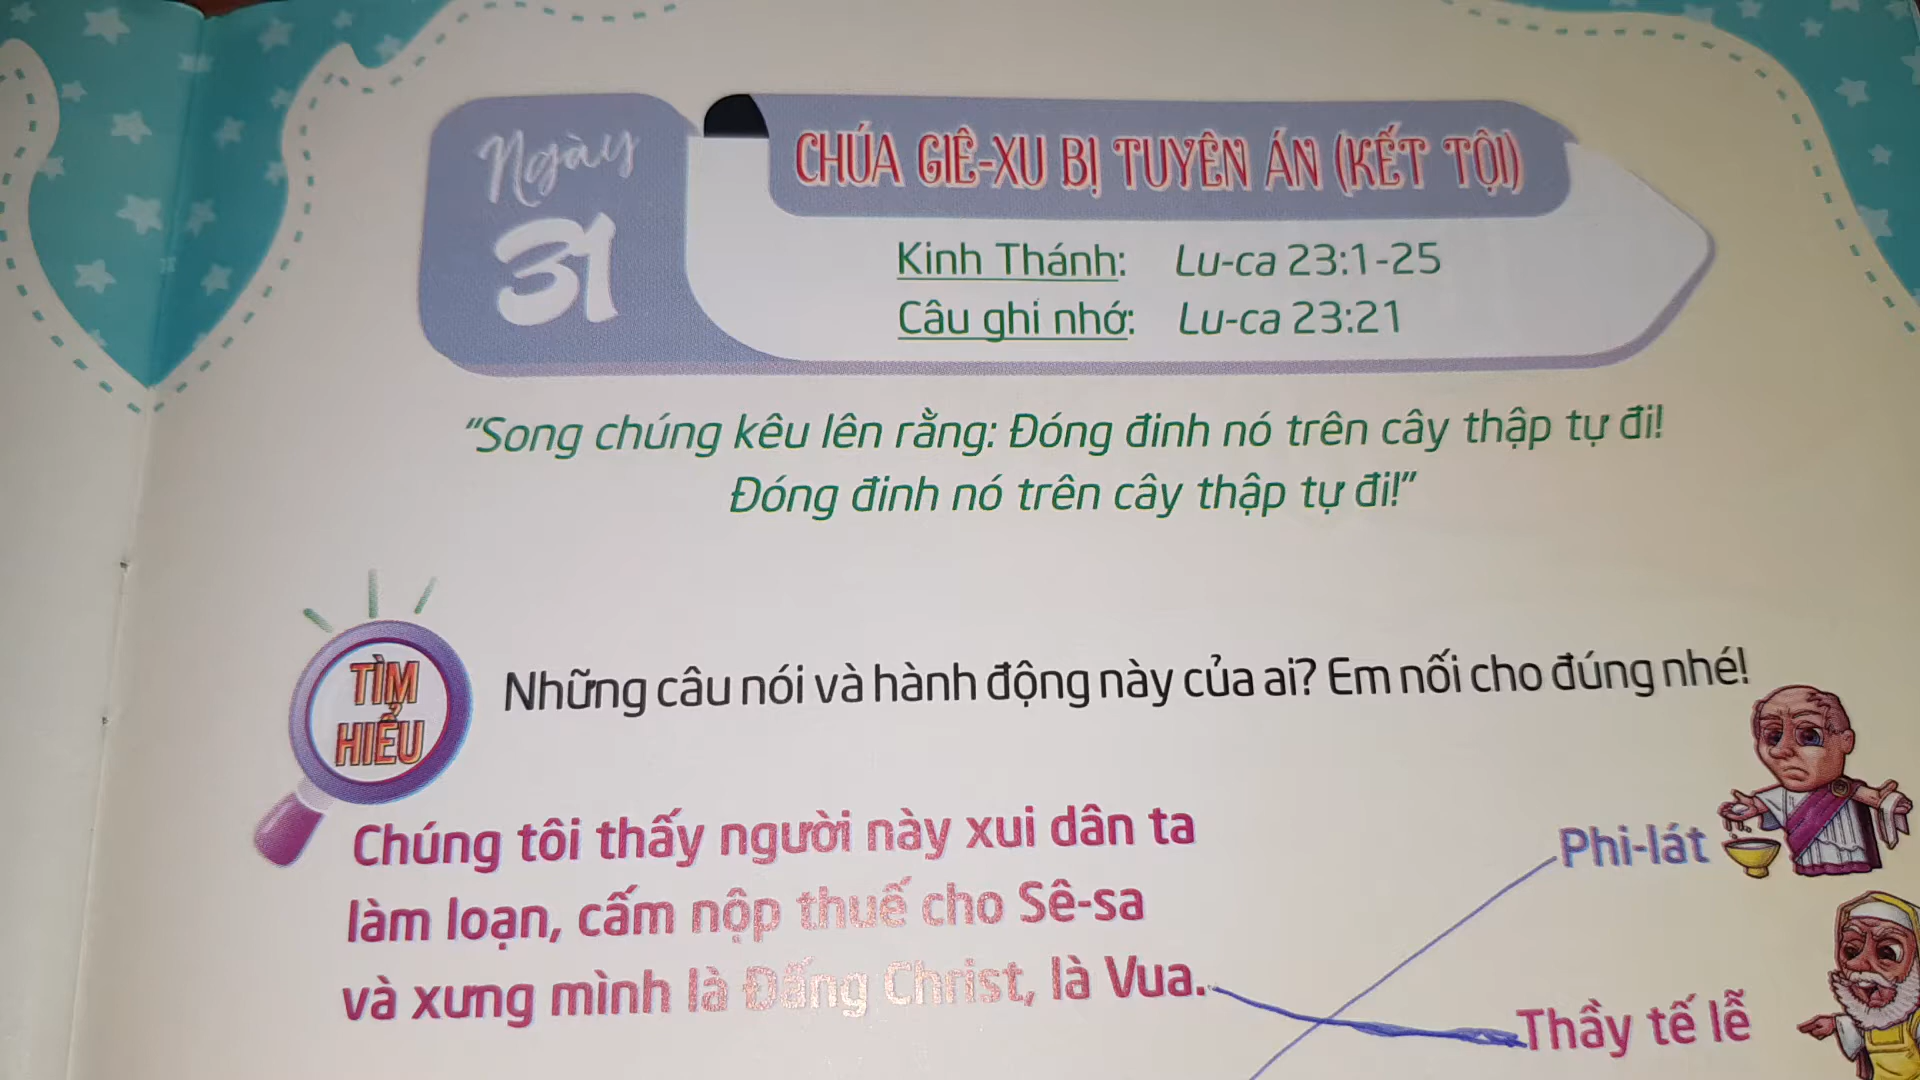 Ngày
31
CHÚA GIÊ-XU BỊ TUYÊN ÁN (KẾT TỘI)
Kinh Thánh: Lu-ca 23:1-25
Câu ghi nhớ: Lu-ca 23:21
“Song chúng kêu lên rằng: Đóng đinh nó trên cây thập tự đi!
Đóng đinh nó trên cây thập tự đi!”
TÌM
HIỂU
Những câu nói và hành động này của ai? Em nối cho đúng nhé!
Chúng tôi thấy người này xui dân ta
làm loạn, cấm nộp thuế cho Sê-sa
và xưng mình là Đấng Christ, là Vua.
Phi-lát
Thầy tế lễ